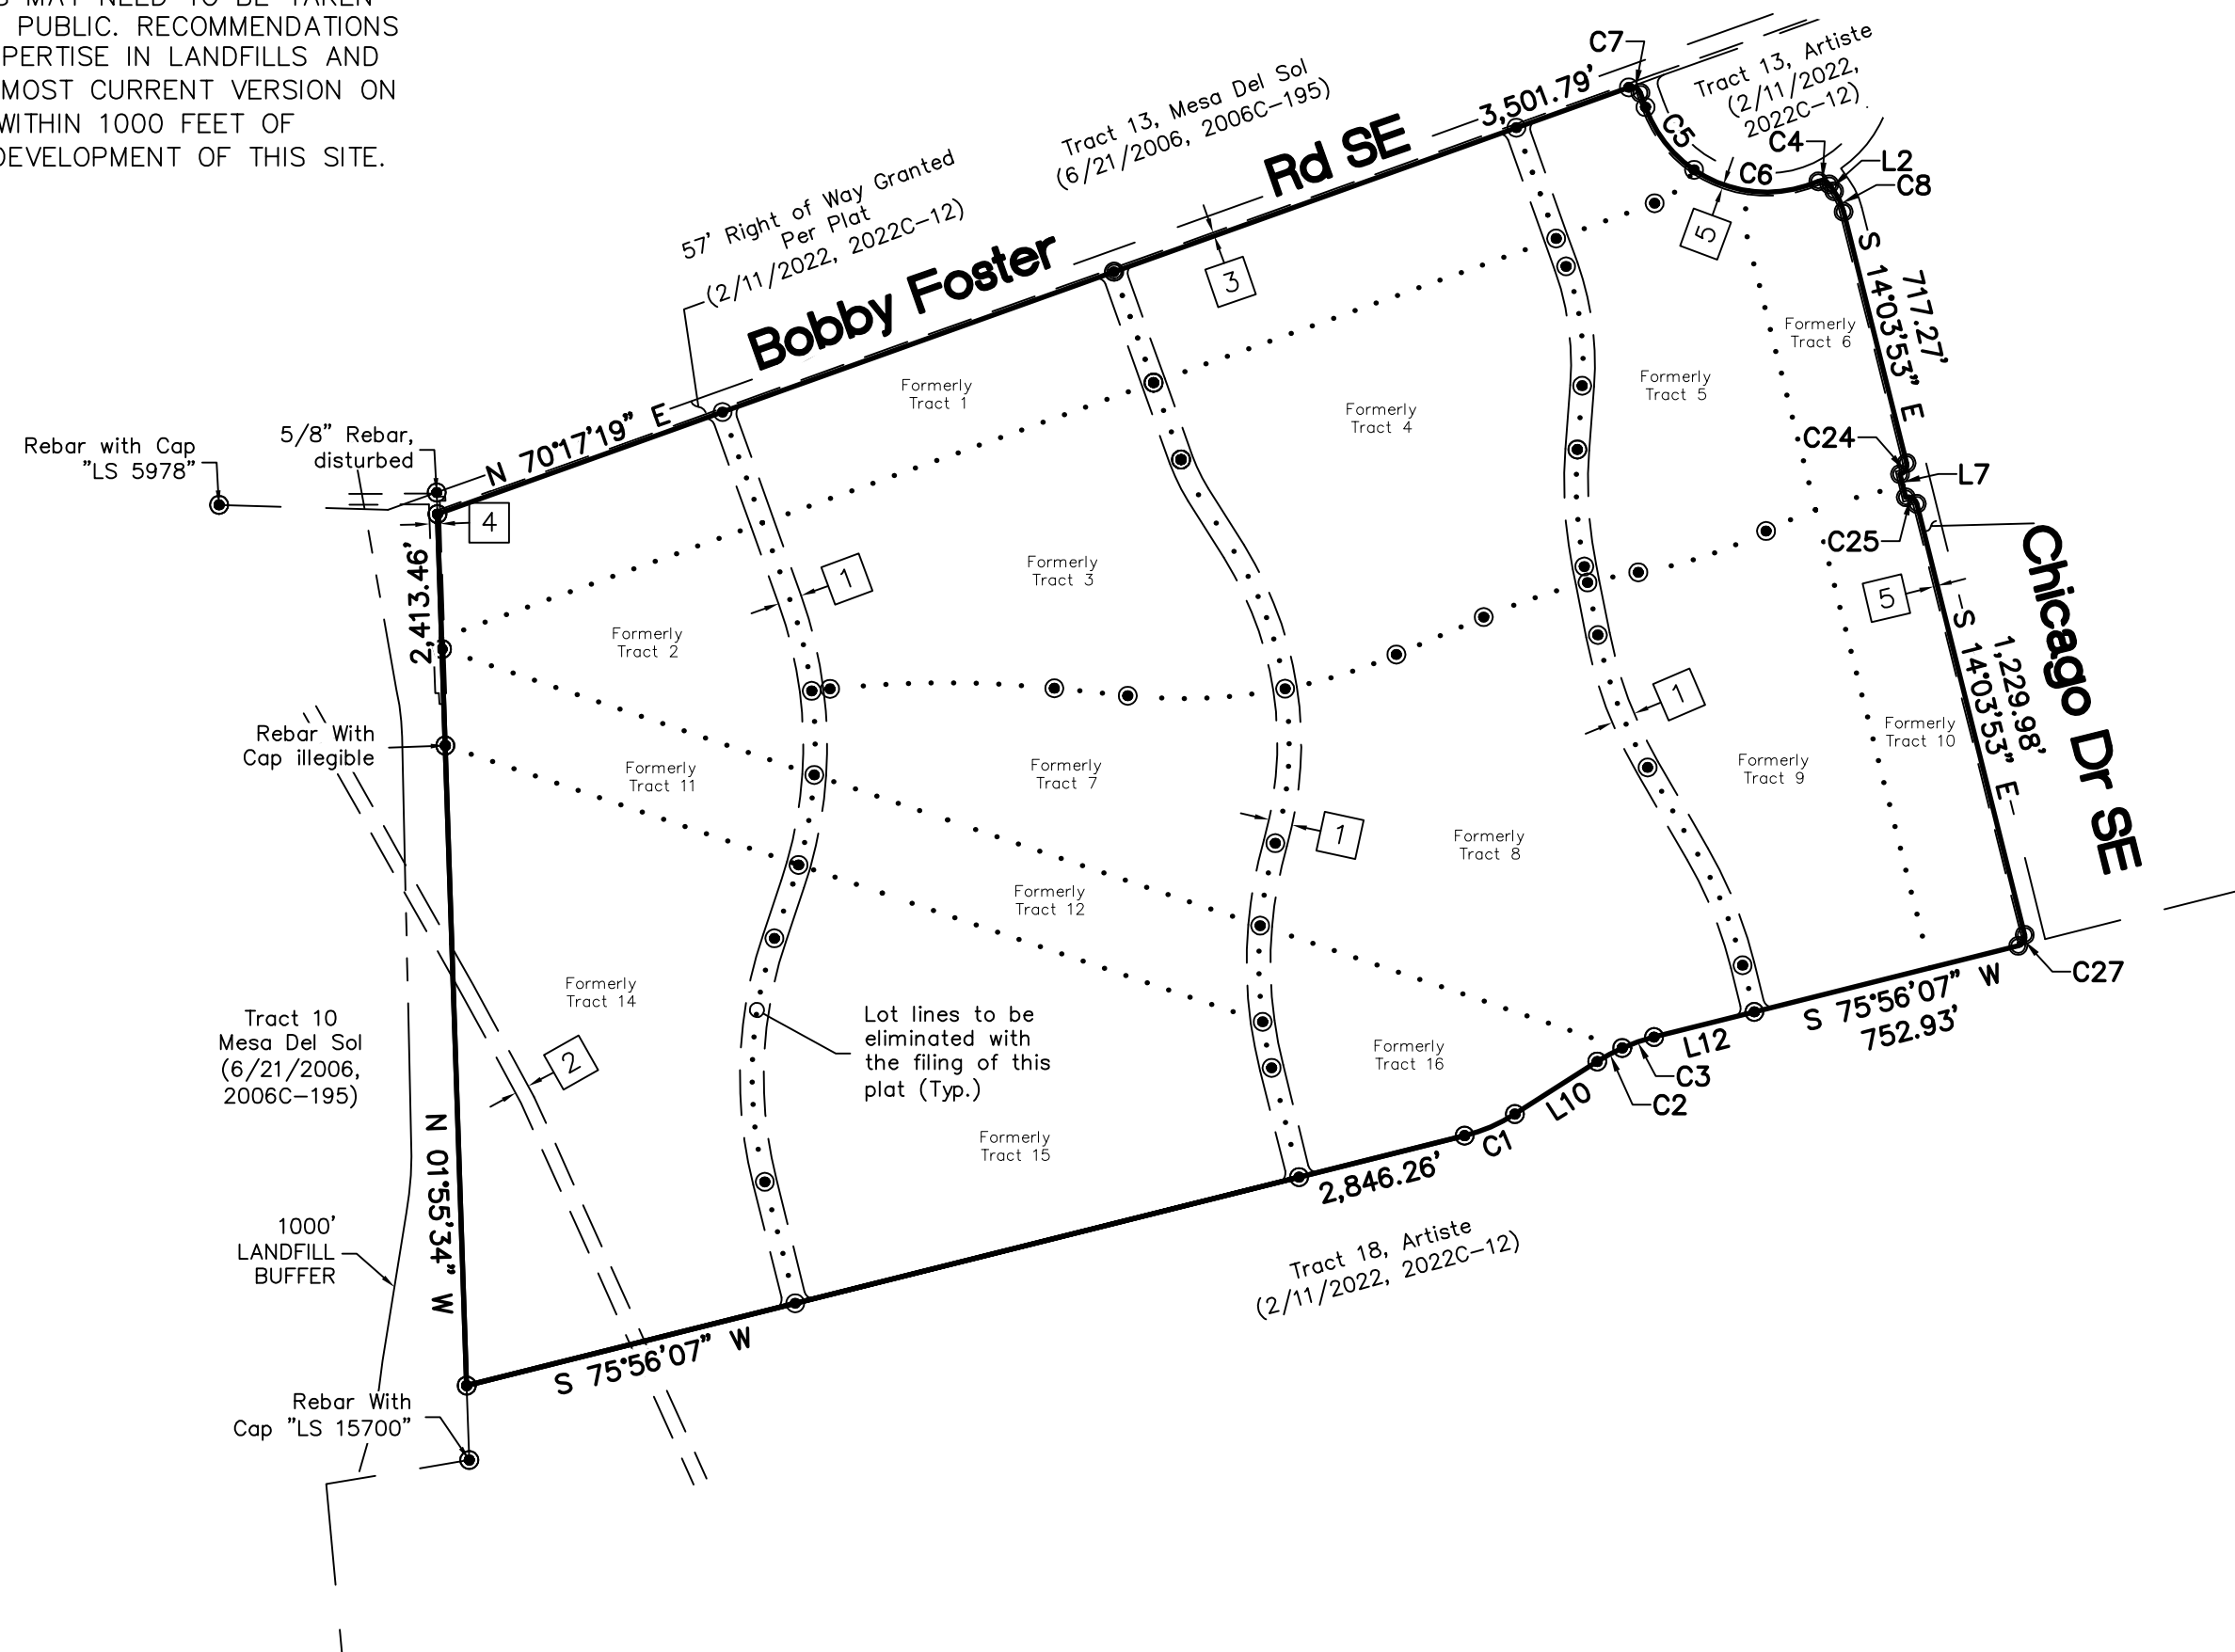 S MAY NEED TO BE TAKEN
PUBLIC. RECOMMENDATIONS
PERTISE IN LANDFILLS AND
MOST CURRENT VERSION ON
WITHIN 1000 FEET OF
DEVELOPMENT OF THIS SITE.
C7
Tract 13, Artiste
(2/11/2022,
2022C-12)
Tract 13, Mesa Del Sol
(6/21/2006, 2006C-195)
3,501.79'
C5
C6
C4
L2
C8
57' Right of Way Granted
Per Plat
(2/11/2022, 2022C-12)
Bobby Foster
Rd SE
3
5
S 14°03'53" E
717.27'
Formerly
Tract 6
Formerly
Tract 1
Formerly
Tract 4
Formerly
Tract 5
N 70°17'19" E
5/8" Rebar,
disturbed
Rebar with Cap
"LS 5978"
4
C24
L7
C25
2,413.46'
1
Formerly
Tract 3
5
Chicago Dr SE
Formerly
Tract 2
S 14°03'53" E
1,229.98'
1
Rebar With
Cap illegible
Formerly
Tract 11
Formerly
Tract 7
Formerly
Tract 9
Formerly
Tract 10
1
Formerly
Tract 8
Formerly
Tract 12
Formerly
Tract 14
C27
S 75°56'07" W
752.93'
Tract 10
Mesa Del Sol
(6/21/2006,
2006C-195)
2
Lot lines to be
eliminated with
the filing of this
plat (Typ.)
Formerly
Tract 16
L12
C3
C2
L10
C1
Formerly
Tract 15
N 01°55'34" W
2,846.26'
1000'
LANDFILL
BUFFER
Tract 18, Artiste
(2/11/2022, 2022C-12)
S 75°56'07" W
Rebar With
Cap "LS 15700"